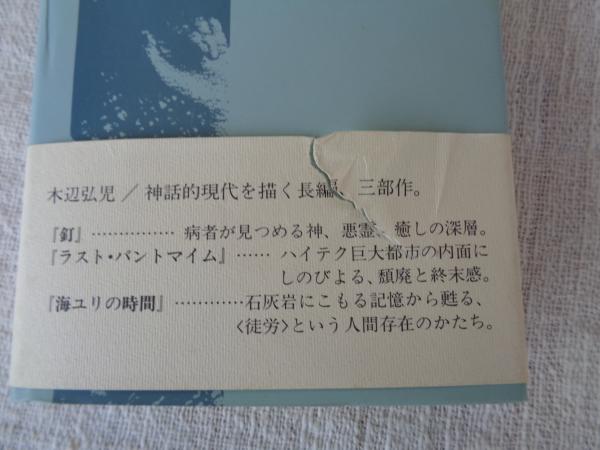 木辺弘児／神話的現代を描く長編、三部作。
『釘』…………… 病者が見つめる神、悪霊、癒しの深層。
『ラスト・パントマイム』…… ハイテク巨大都市の内面に
しのびよる、頽廃と終末感。
『海ユリの時間』…………石灰岩にこもる記憶から甦る、
〈徒労〉という人間存在のかたち。